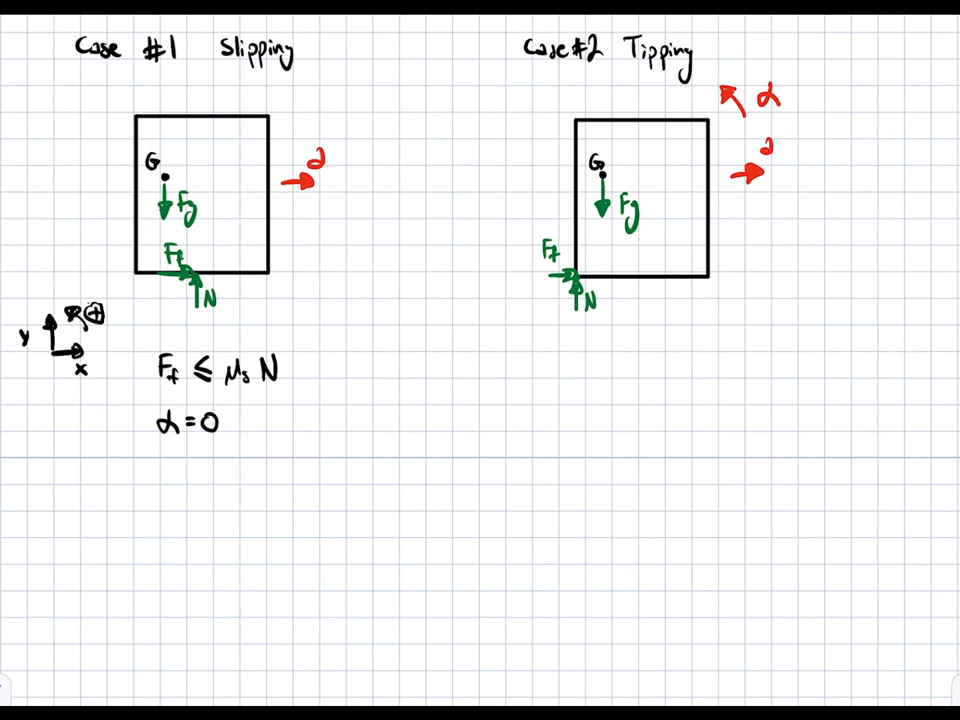 Case #1 Slipping
Case #2 Tipping
α
a
a
G
Fg
Ff
N
G
Fg
Ff
N
+
y
x
Ff ≤ μs N
α = 0